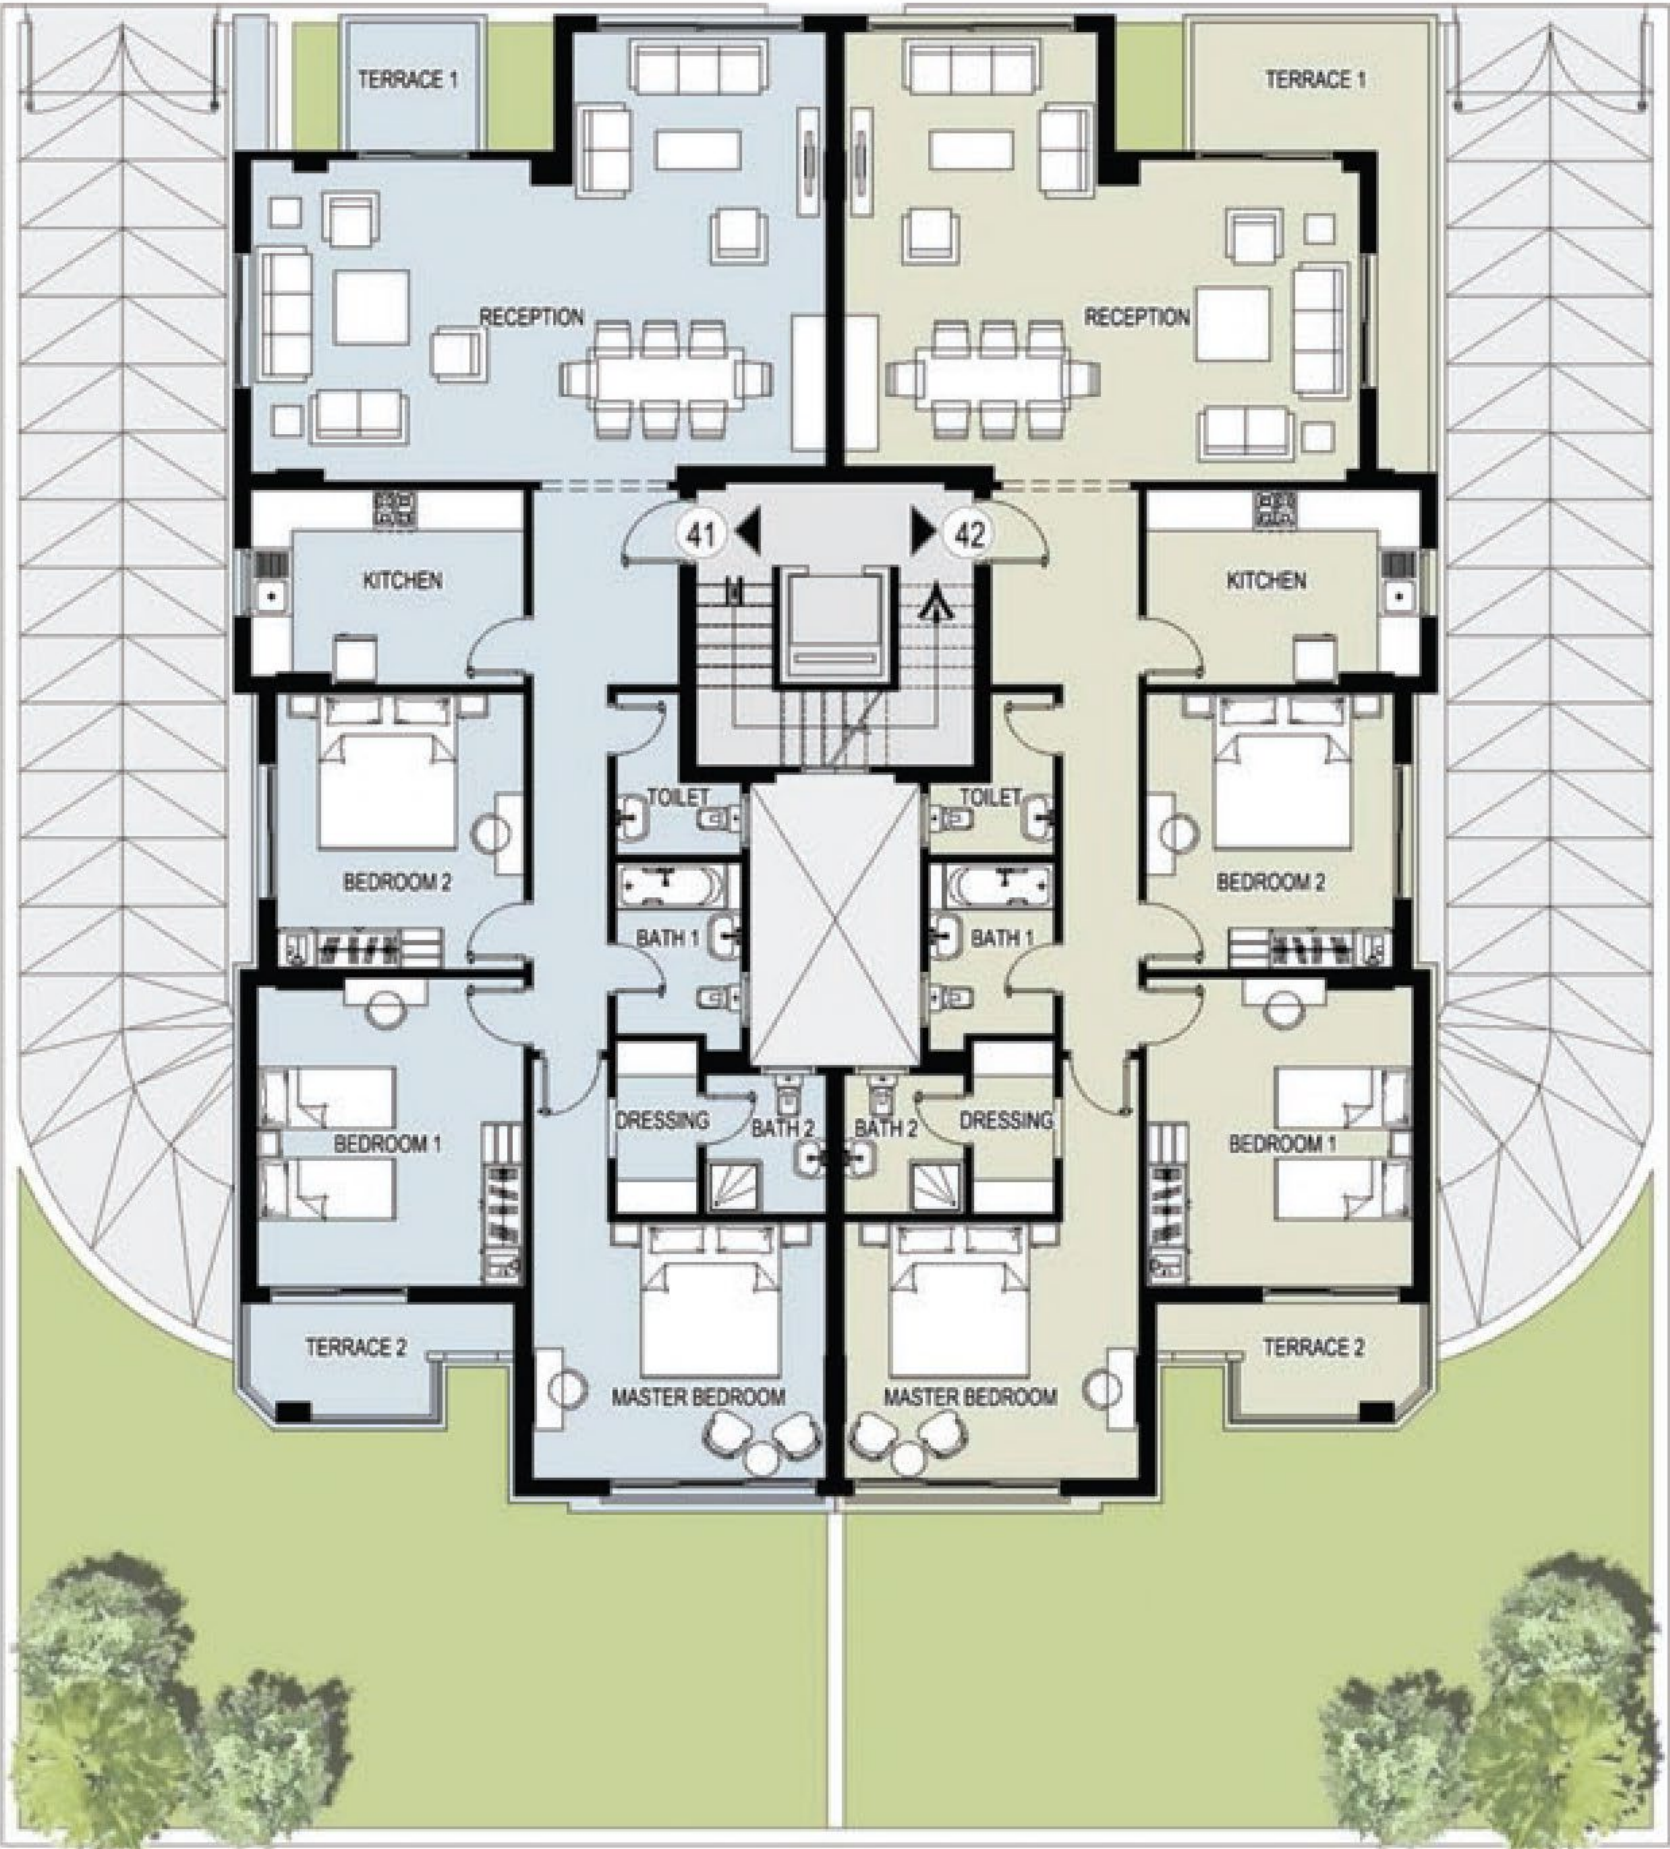 TERRACE 1
TERRACE 1
RECEPTION
RECEPTION
41
42
KITCHEN
KITCHEN
TOILET
TOILET
BEDROOM 2
BEDROOM 2
BATH 1
BATH 1
DRESSING
BATH 2
BATH 2
DRESSING
BEDROOM 1
BEDROOM 1
TERRACE 2
TERRACE 2
MASTER BEDROOM
MASTER BEDROOM